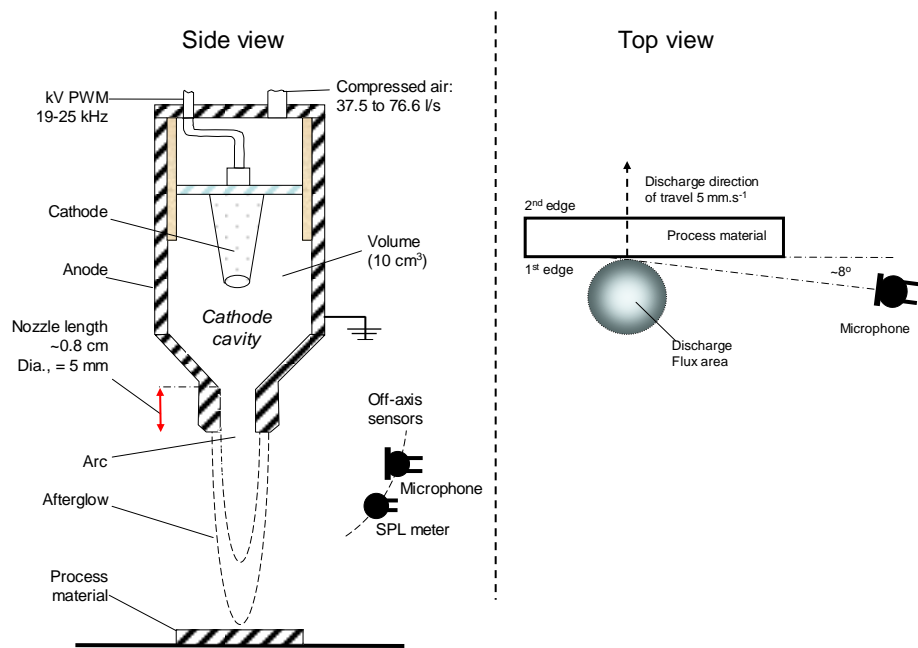 Side view
kV PWM
19-25 kHz
Compressed air:
37.5 to 76.6 l/s
Cathode
Anode
Volume
(10 cm³)
Cathode
cavity
Nozzle length
~0.8 cm
Dia., = 5 mm
Off-axis
sensors
Arc
Microphone
Afterglow
SPL meter
Process
material
Top view
Discharge direction
of travel 5 mm.s⁻¹
2nd edge
Process material
1st edge
~8º
Microphone
Discharge
Flux area